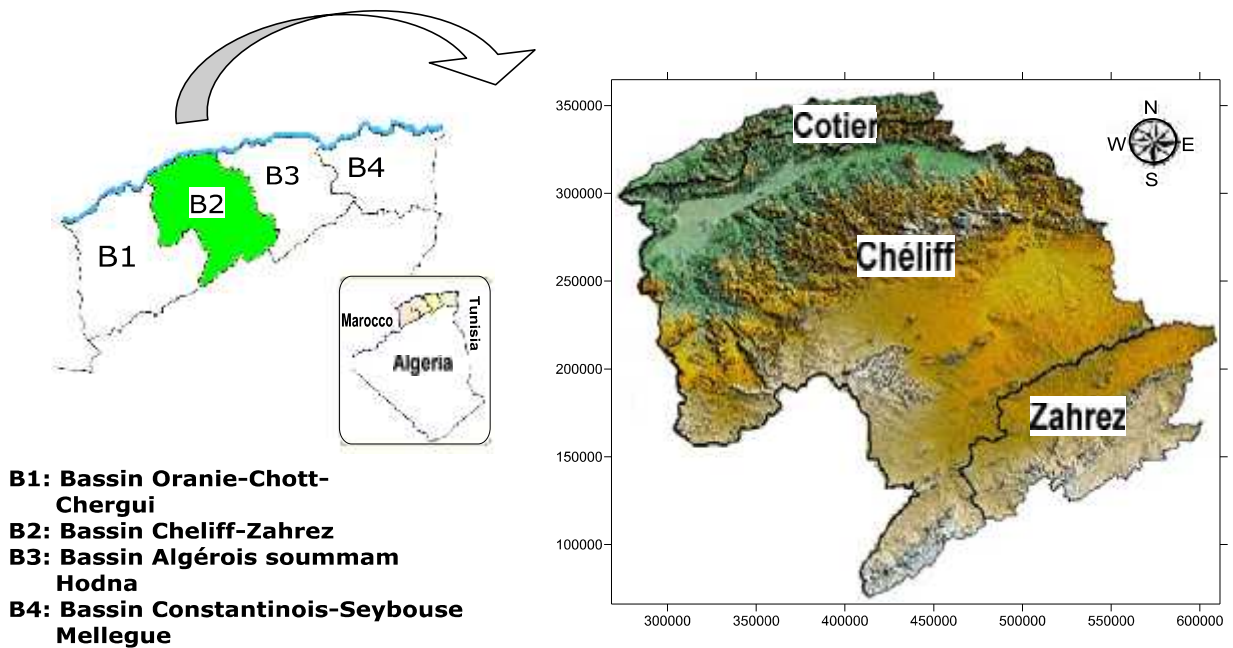 B1
B2
B3
B4
Marocco
Tunisia
Algeria
B1: Bassin Oranie-Chott-
Chergui
B2: Bassin Cheliff-Zahrez
B3: Bassin Algérois soummam
Hodna
B4: Bassin Constantinois-Seybouse
Mellegue
350000
300000
250000
200000
150000
100000
Cotier
Chéliff
Zahrez
N
W E
S
300000 350000 400000 450000 500000 550000 600000